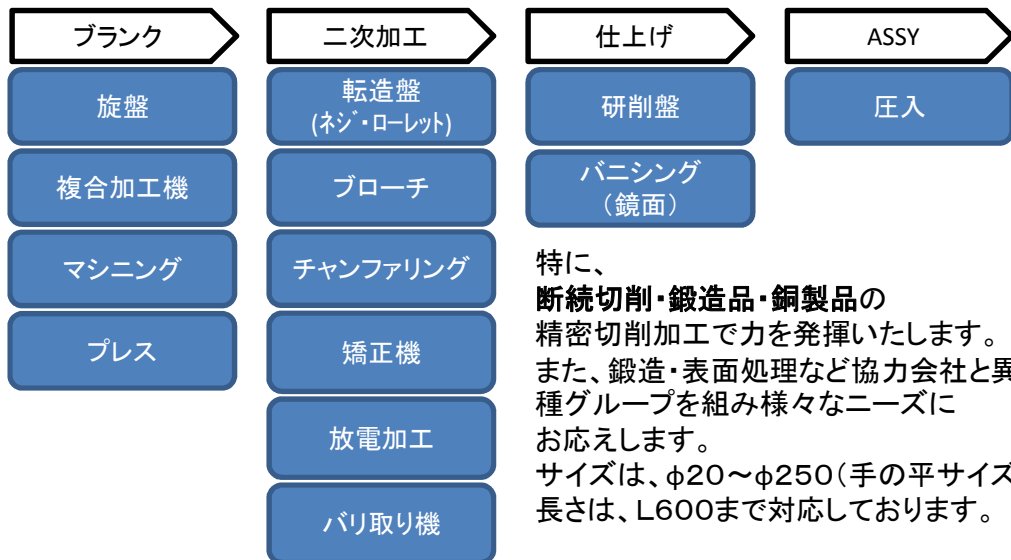 ブランク
旋盤
複合加工機
マシニング
プレス
二次加工
転造盤
(ネジ・ローレット)
ブローチ
チャンファリング
矯正機
放電加工
バリ取り機
仕上げ
研削盤
バニシング
（鏡面）
ASSY
圧入
特に、
断続切削・鍛造品・銅製品の
精密切削加工で力を発揮いたします。
また、鍛造・表面処理など協力会社と異
種グループを組み様々なニーズに
お応えします。
サイズは、φ20～φ250（手の平サイズ
長さは、L600まで対応しております。